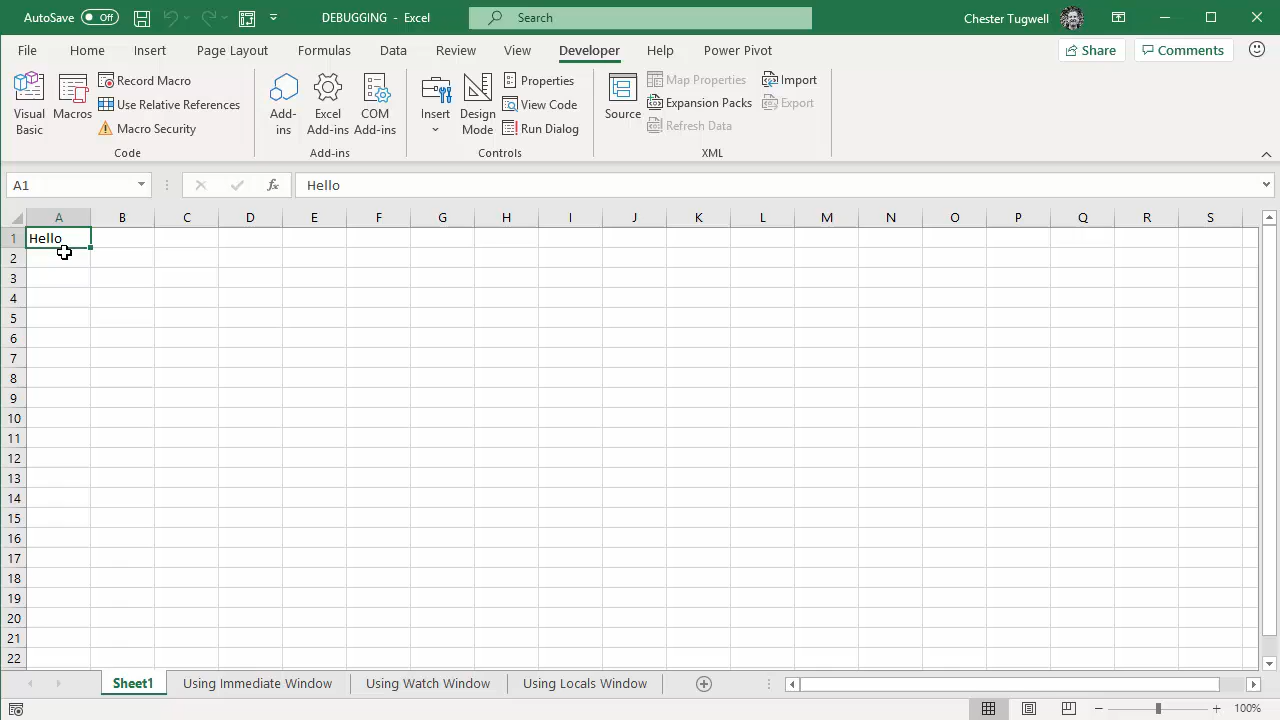 AutoSave Off DEBUGGING - Excel Search Chester Tugwell
File Home Insert Page Layout Formulas Data Review View Developer Help Power Pivot Share Comments
Visual Basic
Macros
Record Macro
Use Relative References
Macro Security
Code
Add-ins
Excel Add-ins
COM Add-ins
Add-ins
Insert
Design Mode
Properties
View Code
Run Dialog
Controls
Source
Map Properties
Expansion Packs
Refresh Data
Import
Export
XML
A1 fx Hello
A B C D E F G H I J K L M N O P Q R S
1 Hello
2
3
4
5
6
7
8
9
10
11
12
13
14
15
16
17
18
19
20
21
22
Sheet1 Using Immediate Window Using Watch Window Using Locals Window
100%